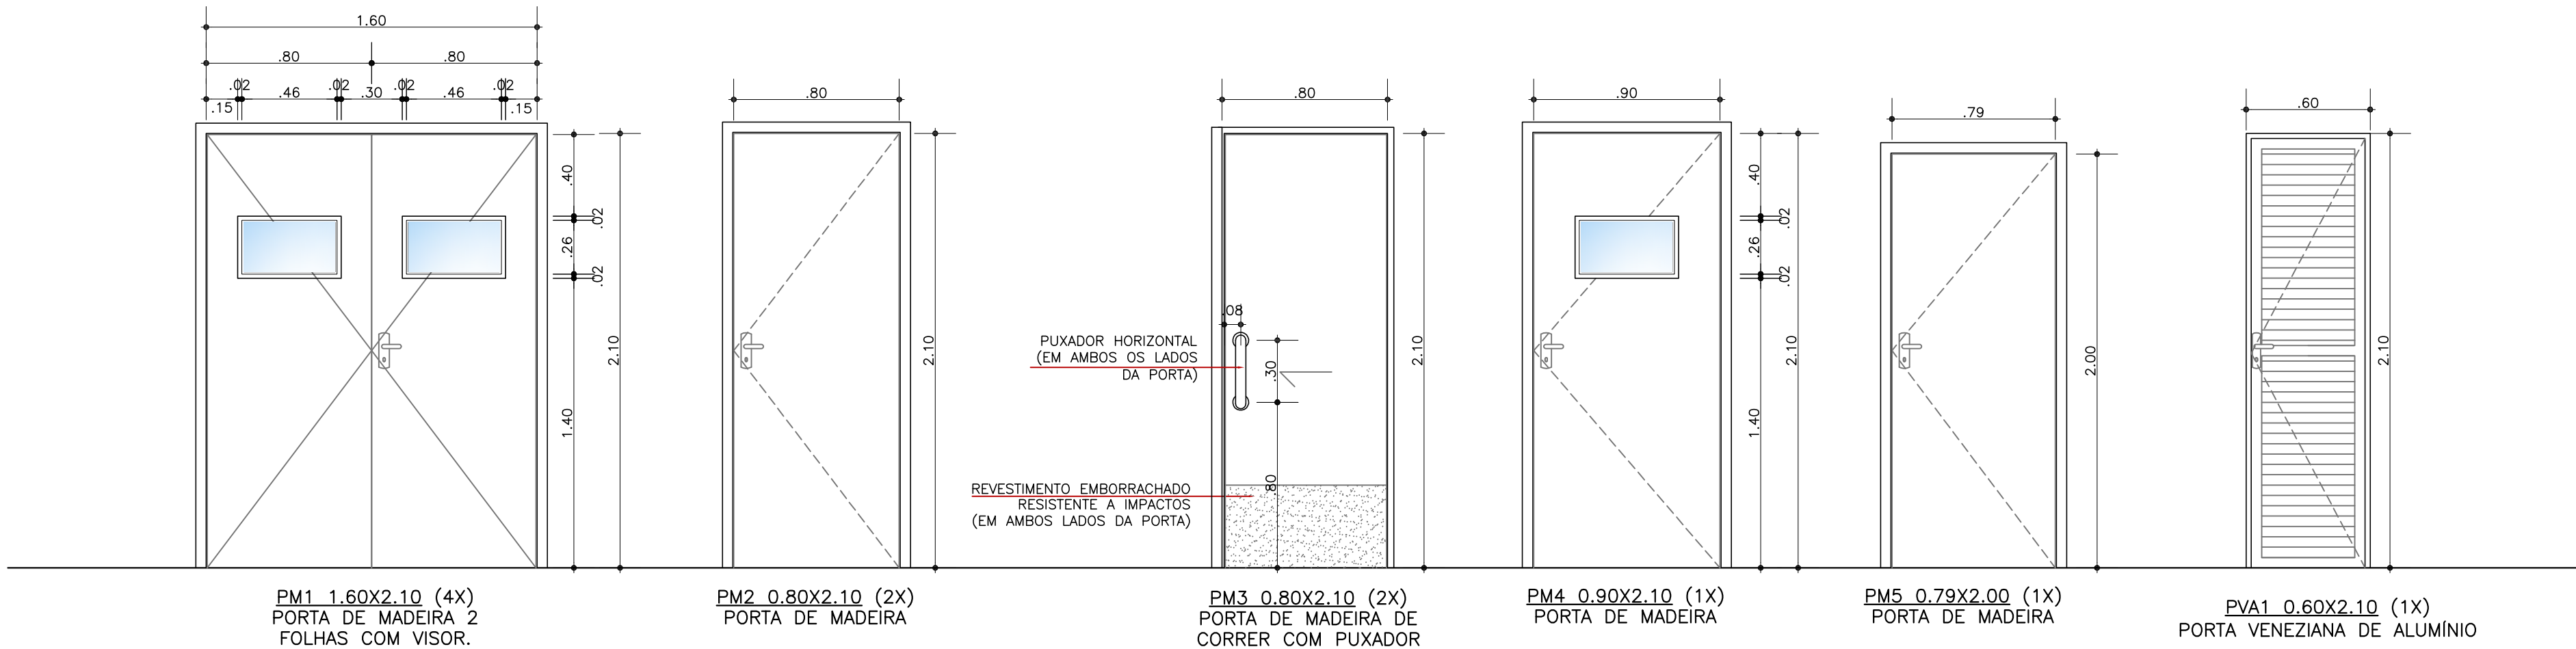 1.60
.80 .80
.02 .02 .02 .02
.15 .46 .30 .46 .15
.40
.02
.26
.02
1.40
2.10
PM1 1.60X2.10 (4X)
PORTA DE MADEIRA 2
FOLHAS COM VISOR.
.80
2.10
PM2 0.80X2.10 (2X)
PORTA DE MADEIRA
.80
.08
PUXADOR HORIZONTAL
(EM AMBOS OS LADOS
DA PORTA)
.30
2.10
.80
REVESTIMENTO EMBORRACHADO
RESISTENTE A IMPACTOS
(EM AMBOS LADOS DA PORTA)
PM3 0.80X2.10 (2X)
PORTA DE MADEIRA DE
CORRER COM PUXADOR
.90
.40
.02
.26
.02
1.40
2.10
PM4 0.90X2.10 (1X)
PORTA DE MADEIRA
.79
2.00
PM5 0.79X2.00 (1X)
PORTA DE MADEIRA
.60
2.10
PVA1 0.60X2.10 (1X)
PORTA VENEZIANA DE ALUMÍNIO